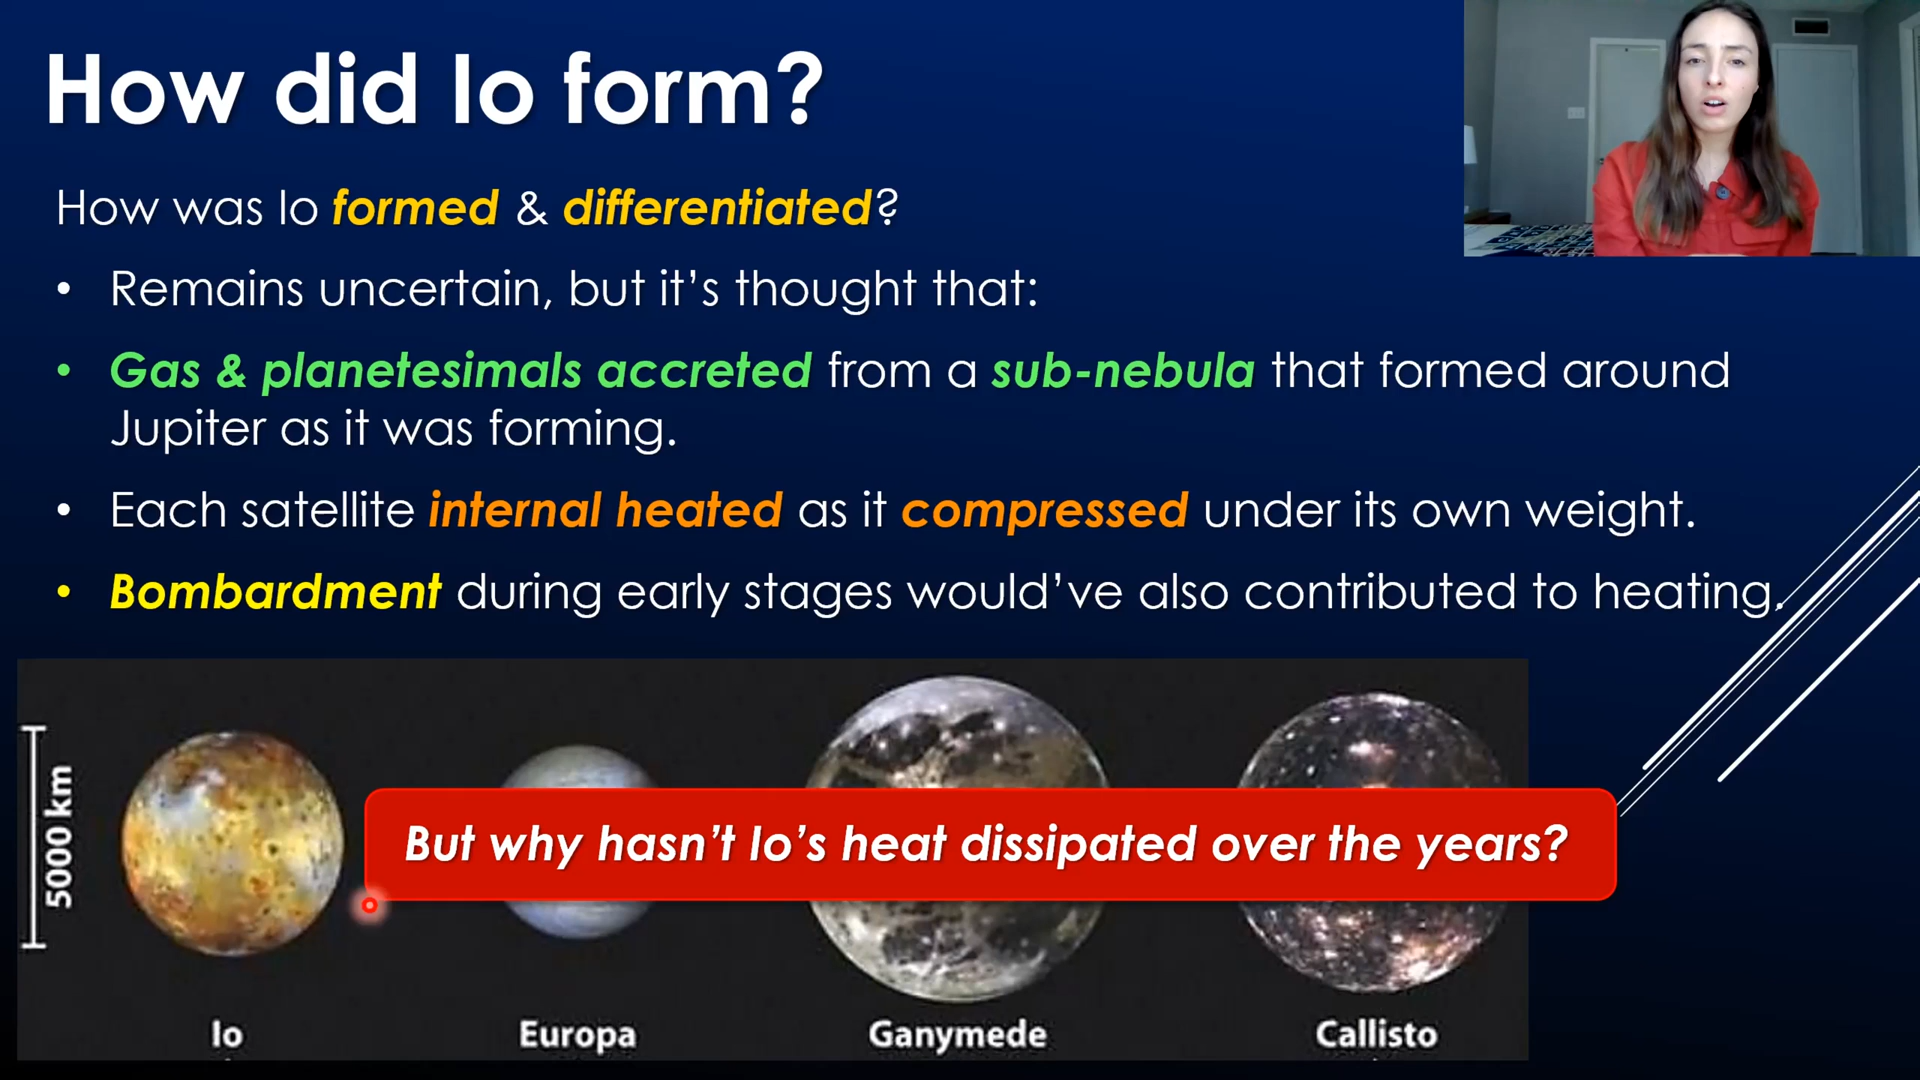 How did Io form?
How was Io formed & differentiated?
• Remains uncertain, but it's thought that:
• Gas & planetesimals accreted from a sub-nebula that formed around
Jupiter as it was forming.
• Each satellite internal heated as it compressed under its own weight.
• Bombardment during early stages would've also contributed to heating.
5000 km
But why hasn't Io's heat dissipated over the years?
Io
Europa
Ganymede
Callisto